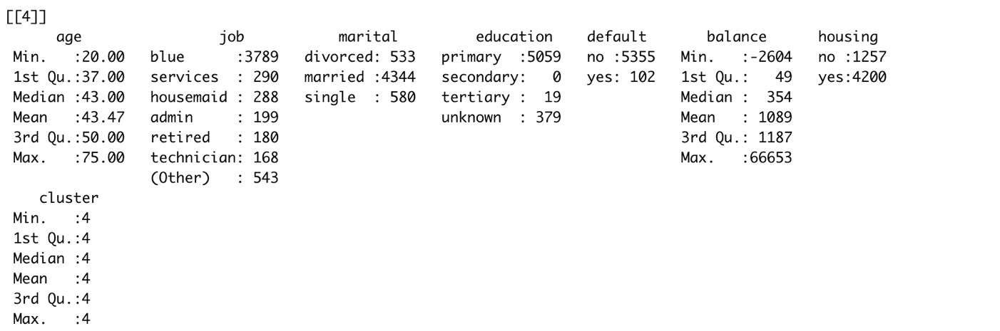 [[4]]
      age             job          marital         education    default       balance      housing
 Min.   :20.00   blue      :3789   divorced: 533   primary  :5059   no :5355   Min.   :-2604   no :1257
 1st Qu.:37.00   services  : 290   married :4344   secondary:   0   yes: 102   1st Qu.:   49   yes:4200
 Median :43.00   housemaid : 288   single  : 580   tertiary :  19              Median :  354
 Mean   :43.47   admin     : 199                   unknown  : 379              Mean   : 1089
 3rd Qu.:50.00   retired   : 180                                               3rd Qu.: 1187
 Max.   :75.00   technician: 168                                               Max.   :66653
                 (Other)   : 543
    cluster
 Min.   :4
 1st Qu.:4
 Median :4
 Mean   :4
 3rd Qu.:4
 Max.   :4